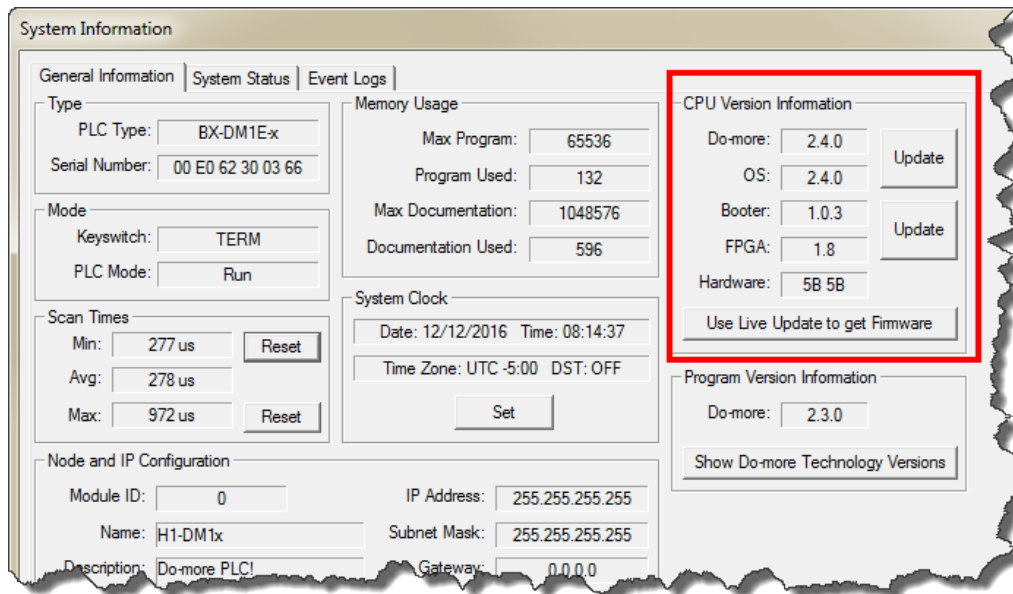 System Information
General Information
System Status
Event Logs
Type
PLC Type: BX-DM1E-x
Serial Number: 00 E0 62 30 03 66
Mode
Keyswitch: TERM
PLC Mode: Run
Scan Times
Min: 277 us Reset
Avg: 278 us
Max: 972 us Reset
Memory Usage
Max Program: 65536
Program Used: 132
Max Documentation: 1048576
Documentation Used: 596
System Clock
Date: 12/12/2016 Time: 08:14:37
Time Zone: UTC -5:00 DST: OFF
Set
CPU Version Information
Do-more: 2.4.0
Update
OS: 2.4.0
Booter: 1.0.3
Update
FPGA: 1.8
Hardware: 5B 5B
Use Live Update to get Firmware
Program Version Information
Do-more: 2.3.0
Show Do-more Technology Versions
Node and IP Configuration
Module ID: 0
Name: H1-DM1x
Description: Do-more PLC!
IP Address: 255.255.255.255
Subnet Mask: 255.255.255.255
Gateway: 0.0.0.0